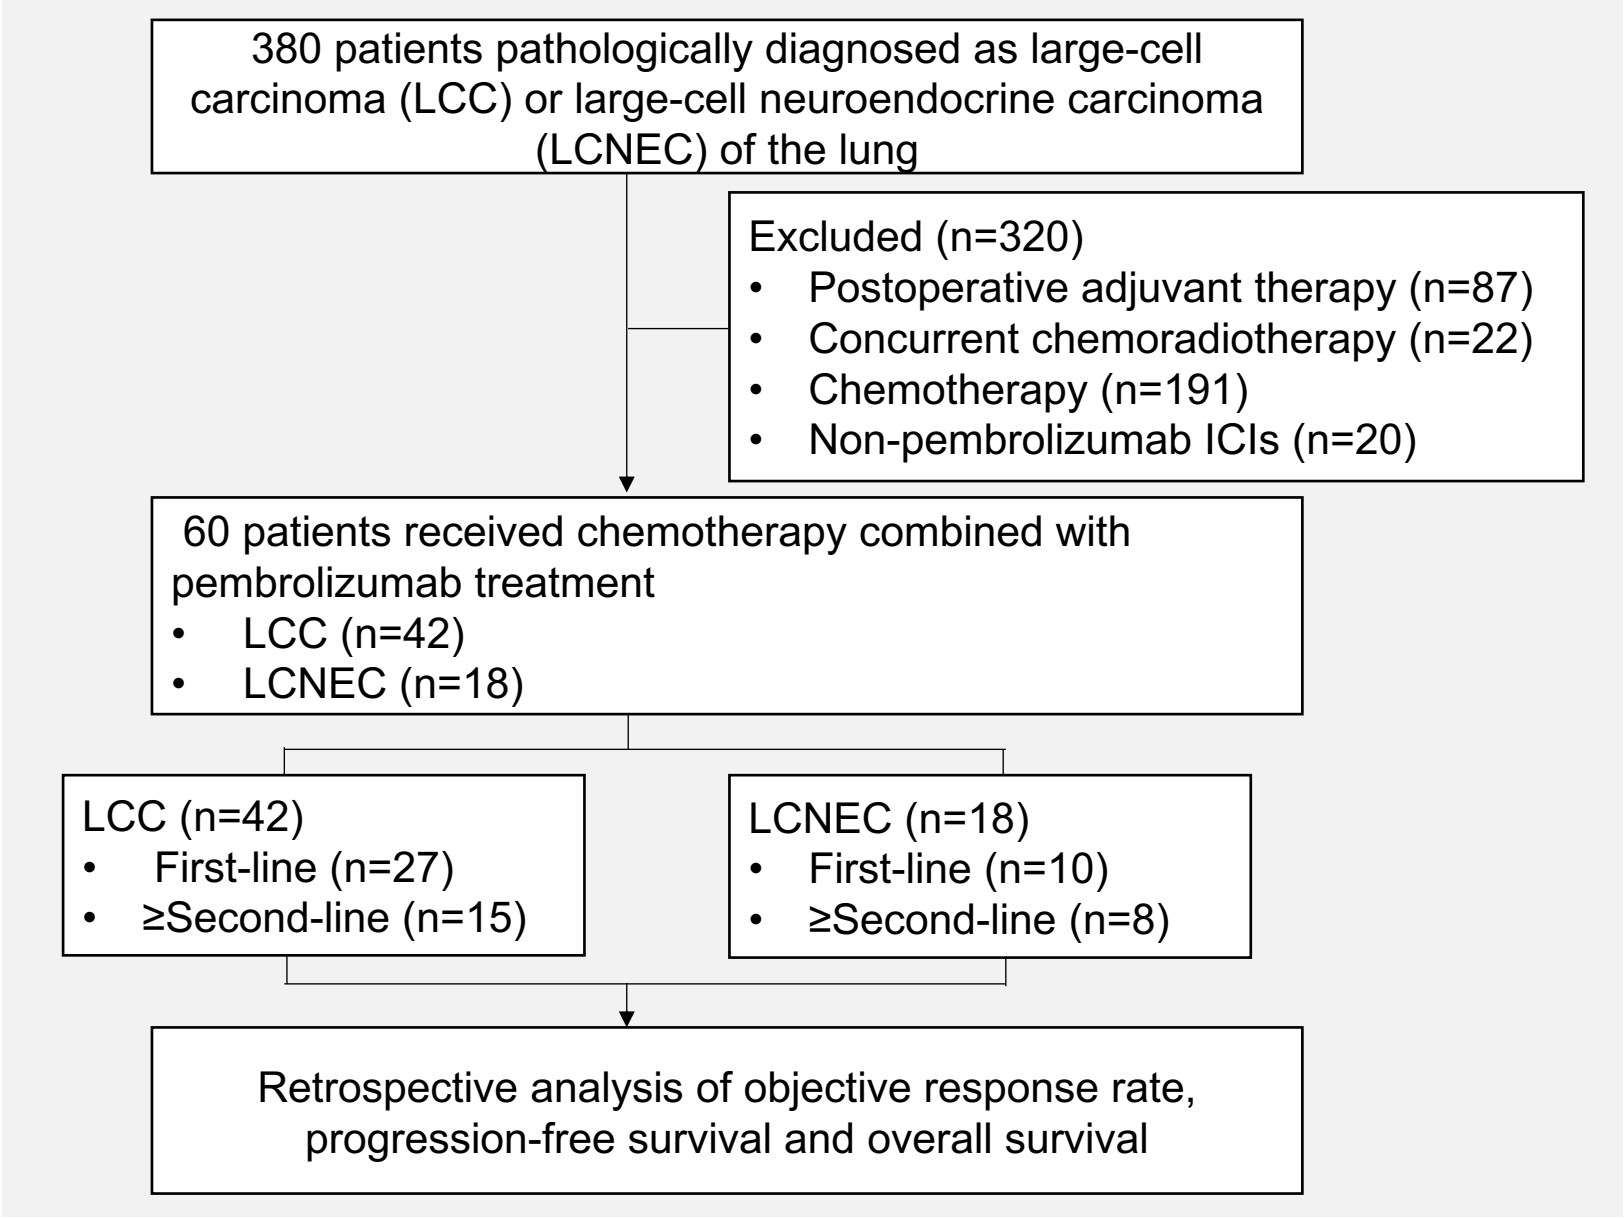 380 patients pathologically diagnosed as large-cell
carcinoma (LCC) or large-cell neuroendocrine carcinoma
(LCNEC) of the lung
Excluded (n=320)
• Postoperative adjuvant therapy (n=87)
• Concurrent chemoradiotherapy (n=22)
• Chemotherapy (n=191)
• Non-pembrolizumab ICIs (n=20)
60 patients received chemotherapy combined with
pembrolizumab treatment
• LCC (n=42)
• LCNEC (n=18)
LCC (n=42)
• First-line (n=27)
• ≥Second-line (n=15)
LCNEC (n=18)
• First-line (n=10)
• ≥Second-line (n=8)
Retrospective analysis of objective response rate,
progression-free survival and overall survival